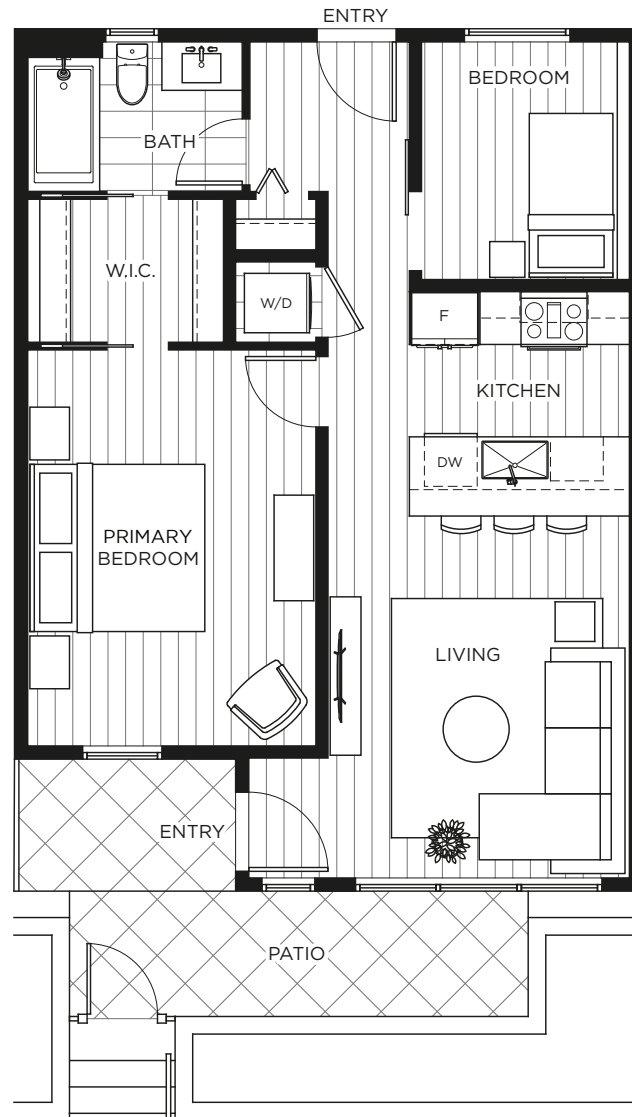 ENTRY
BEDROOM
BATH
W.I.C.
W/D
F
KITCHEN
DW
PRIMARY
BEDROOM
LIVING
ENTRY
PATIO